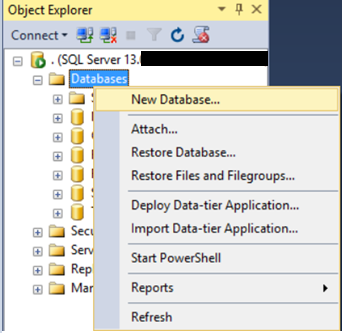 Object Explorer
Connect
. (SQL Server 13.
Databases
New Database...
Attach...
Restore Database...
Restore Files and Filegroups...
Deploy Data-tier Application...
Import Data-tier Application...
Start PowerShell
Reports
Refresh
Secu
Serv
Rep
Man